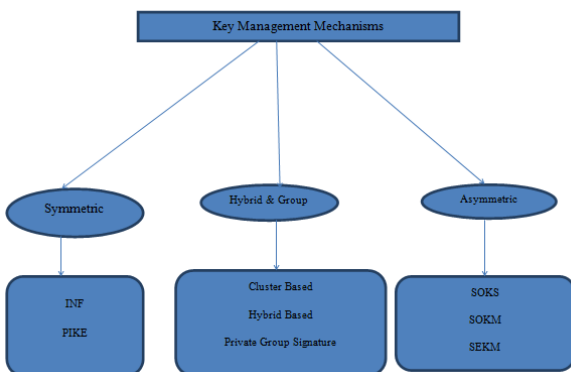 Key Management Mechanisms
Symmetric
Hybrid & Group
Asymmetric
INF
PIKE
Cluster Based
Hybrid Based
Private Group Signature
SOKS
SOKM
SEKM